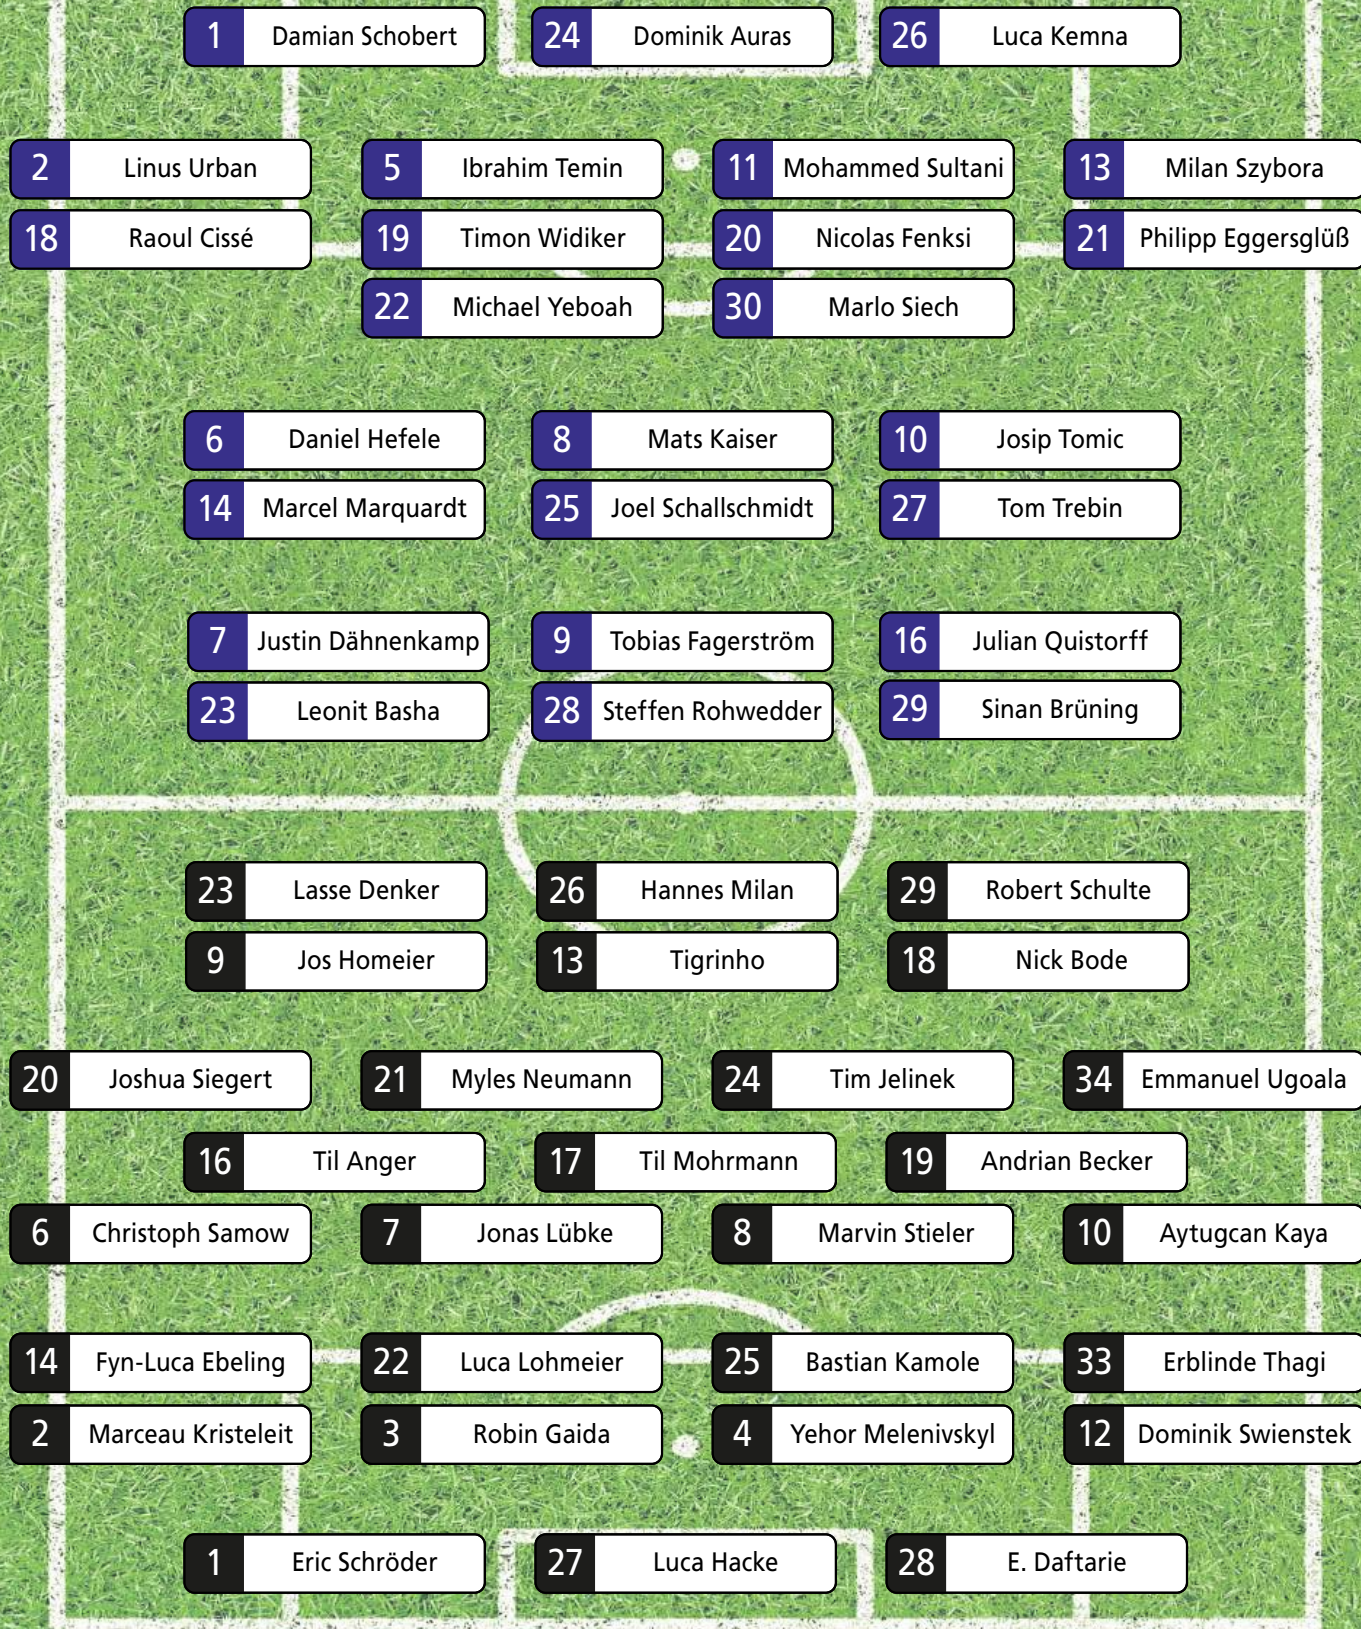 1 Damian Schobert 24 Dominik Auras 26 Luca Kemna
2 Linus Urban 5 Ibrahim Temin 11 Mohammed Sultani 13 Milan Szybora
18 Raoul Cissé 19 Timon Widiker 20 Nicolas Fenksi 21 Philipp Eggersglüß
22 Michael Yeboah 30 Marlo Siech
6 Daniel Hefele 8 Mats Kaiser 10 Josip Tomic
14 Marcel Marquardt 25 Joel Schallschmidt 27 Tom Trebin
7 Justin Dähnenkamp 9 Tobias Fagerström 16 Julian Quistorff
23 Leonit Basha 28 Steffen Rohwedder 29 Sinan Brüning
23 Lasse Denker 26 Hannes Milan 29 Robert Schulte
9 Jos Homeier 13 Tigrinho 18 Nick Bode
20 Joshua Siegert 21 Myles Neumann 24 Tim Jelinek 34 Emmanuel Ugoala
16 Til Anger 17 Til Mohrmann 19 Andrian Becker
6 Christoph Samow 7 Jonas Lübke 8 Marvin Stieler 10 Aytugcan Kaya
14 Fyn-Luca Ebeling 22 Luca Lohmeier 25 Bastian Kamole 33 Erblinde Thagi
2 Marceau Kristeleit 3 Robin Gaida 4 Yehor Melenivskyl 12 Dominik Swienstek
1 Eric Schröder 27 Luca Hacke 28 E. Daftarie